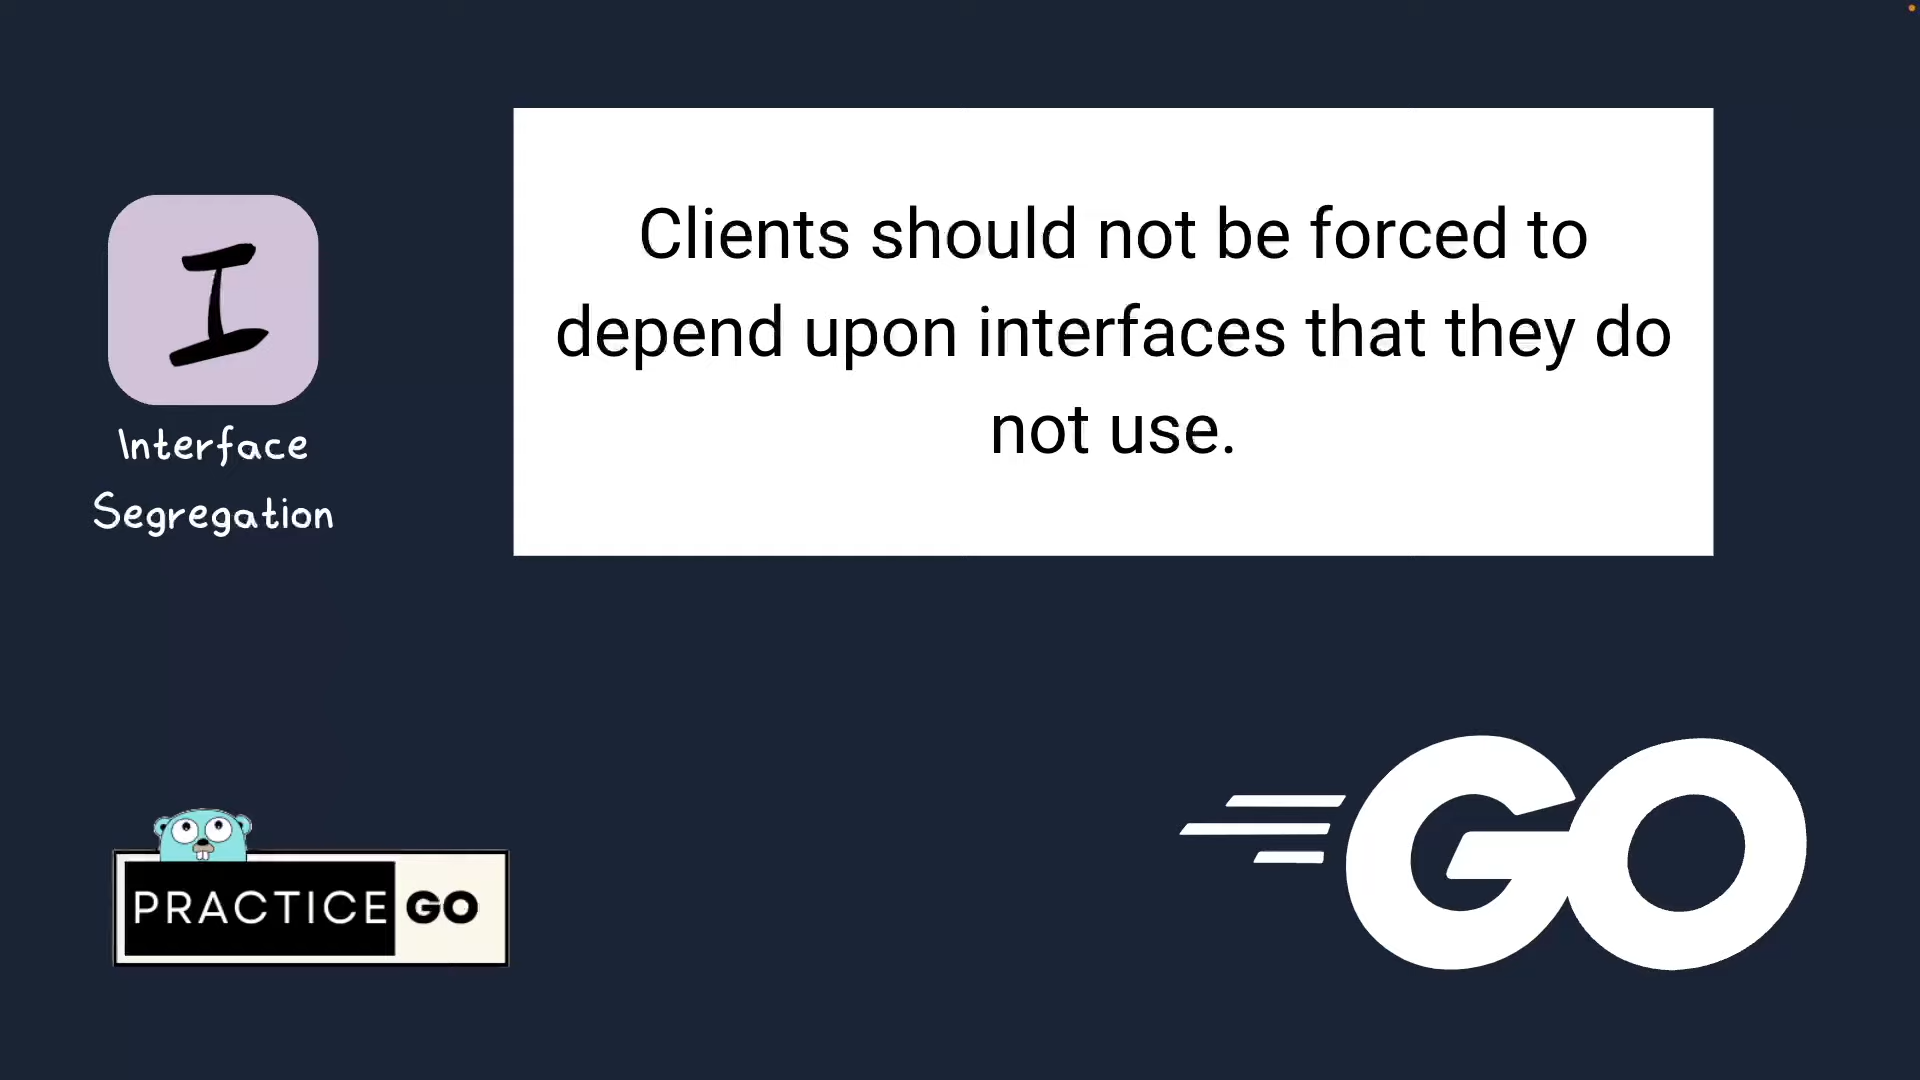 I
Interface
Segregation
Clients should not be forced to
depend upon interfaces that they do
not use.
PRACTICE GO
GO